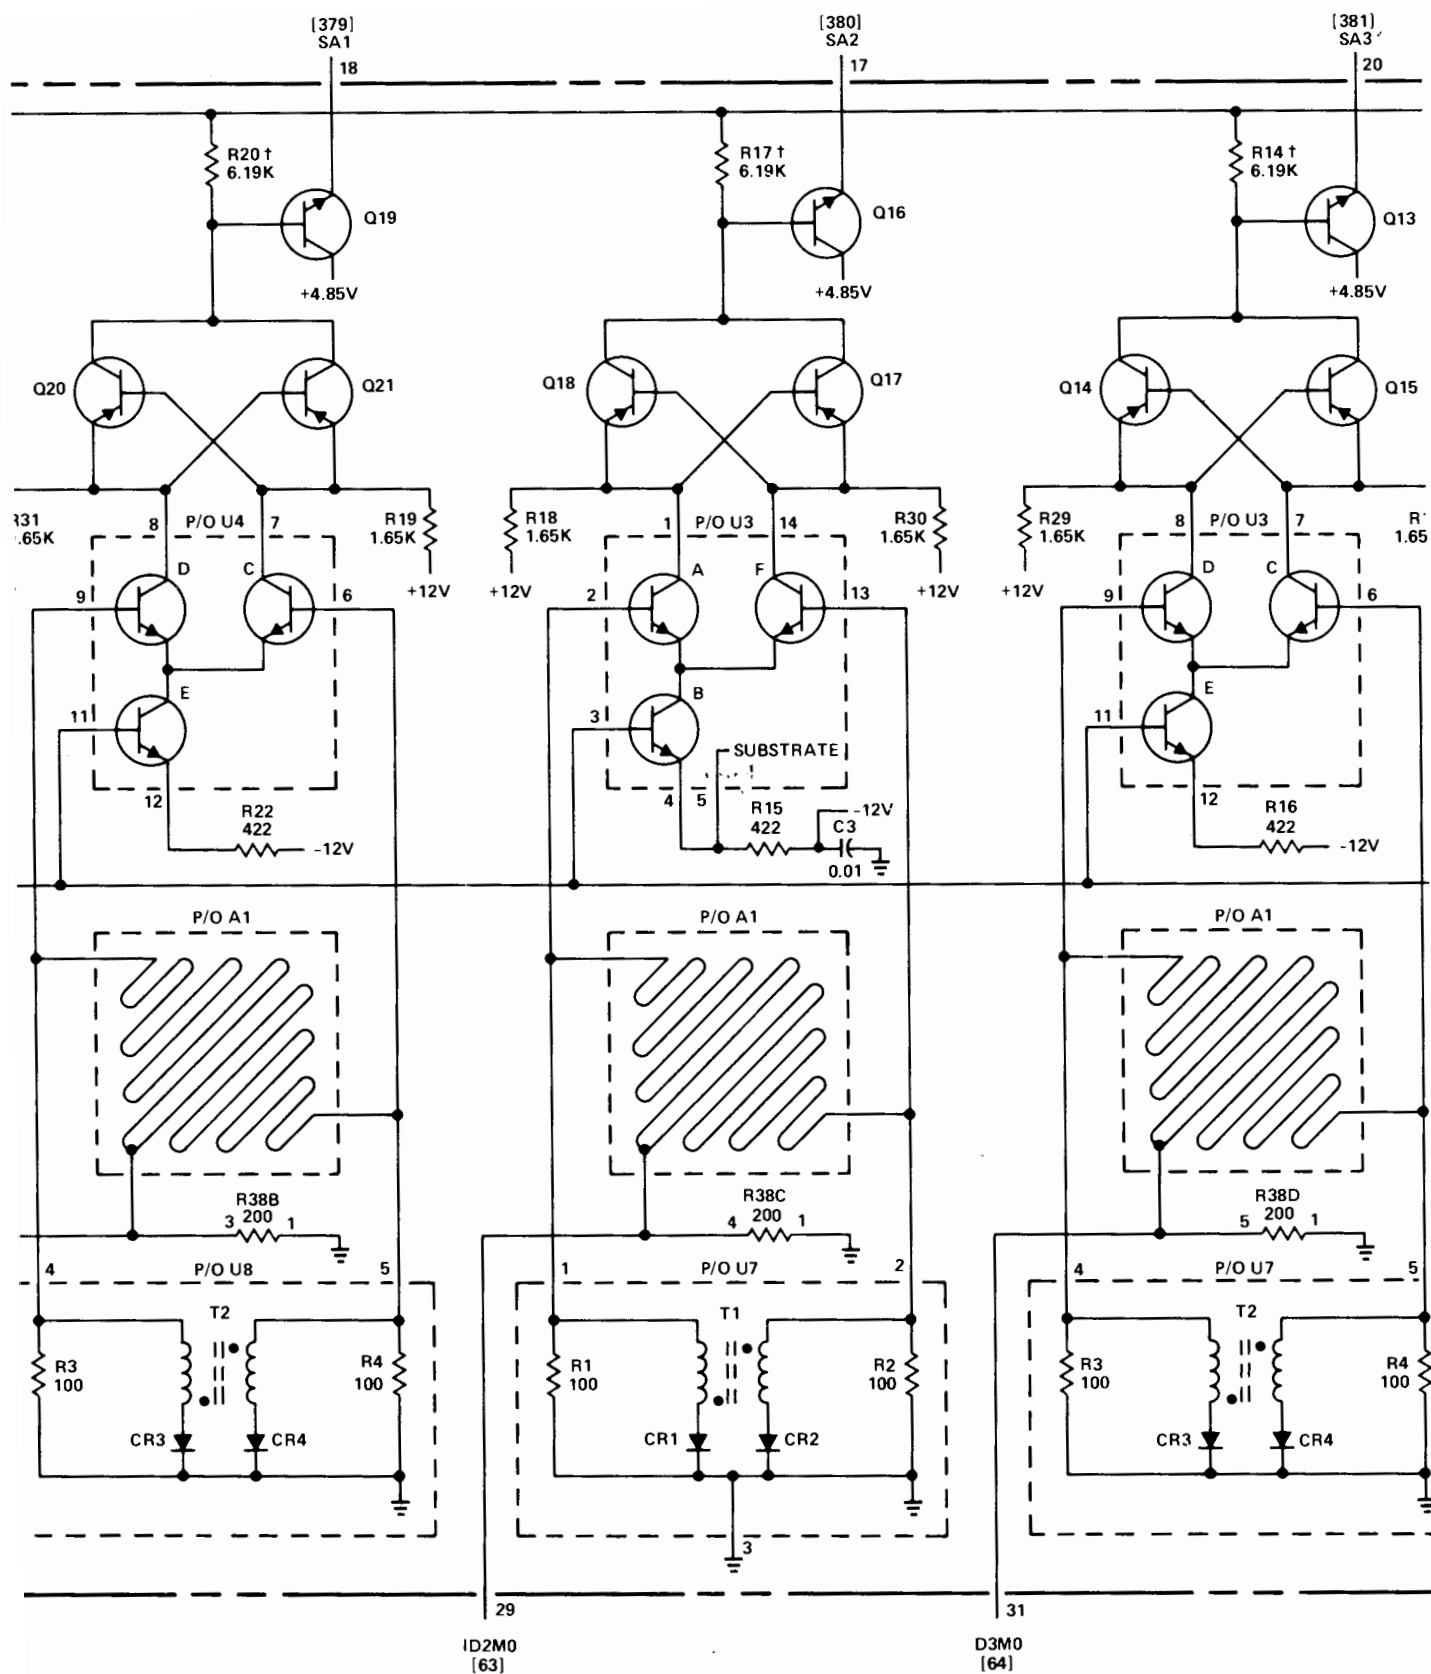 [379]
SA1
18
[380]
SA2
17
[381]
SA3
20
R20†
6.19K
Q19
+4.85V
R17†
6.19K
Q16
+4.85V
R14†
6.19K
Q13
+4.85V
Q20
Q21
Q18
Q17
Q14
Q15
R31
1.65K
8
P/O U4
7
R19
1.65K
+12V
R18
1.65K
+12V
1
P/O U3
14
R30
1.65K
+12V
R29
1.65K
+12V
8
P/O U3
7
1.65
D
C
9
6
A
F
2
13
D
C
9
6
E
11
12
R22
422
-12V
B
3
SUBSTRATE
4
5
R15
422
-12V
C3
0.01
E
11
12
R16
422
-12V
P/O A1
P/O A1
P/O A1
R38B
3
200
1
R38C
4
200
1
R38D
5
200
1
4
P/O U8
5
1
P/O U7
2
4
P/O U7
5
T2
T1
T2
R3
100
R4
100
R1
100
R2
100
R3
100
R4
100
CR3
CR4
CR1
CR2
CR3
CR4
3
29
ID2M0
[63]
31
D3M0
[64]